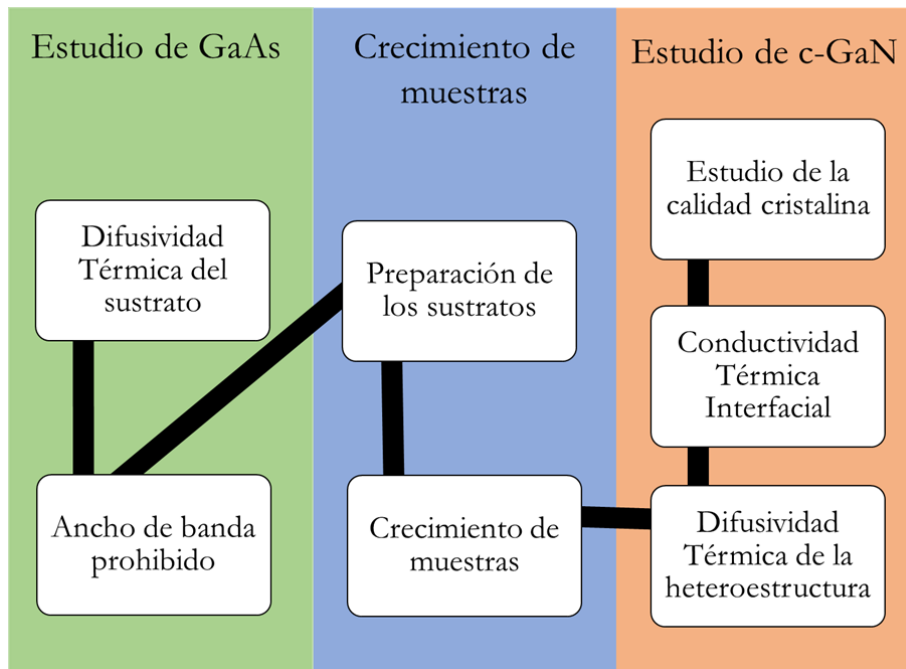 Estudio de GaAs
Difusividad
Térmica del
sustrato
Ancho de banda
prohibido
Crecimiento de
muestras
Preparación de
los sustratos
Crecimiento de
muestras
Estudio de c-GaN
Estudio de la
calidad cristalina
Conductividad
Térmica
Interfacial
Difusividad
Térmica de la
heteroestructura